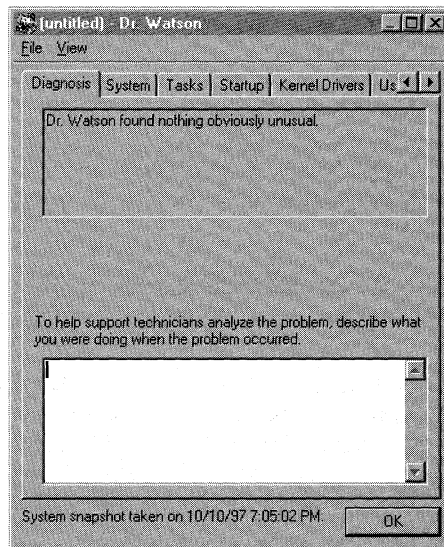 (untitled) - Dr. Watson
File View
Diagnosis System Tasks Startup Kernel Drivers Us
Dr. Watson found nothing obviously unusual.
To help support technicians analyze the problem, describe what
you were doing when the problem occurred.
System snapshot taken on 10/10/97 7:05:02 PM.
OK